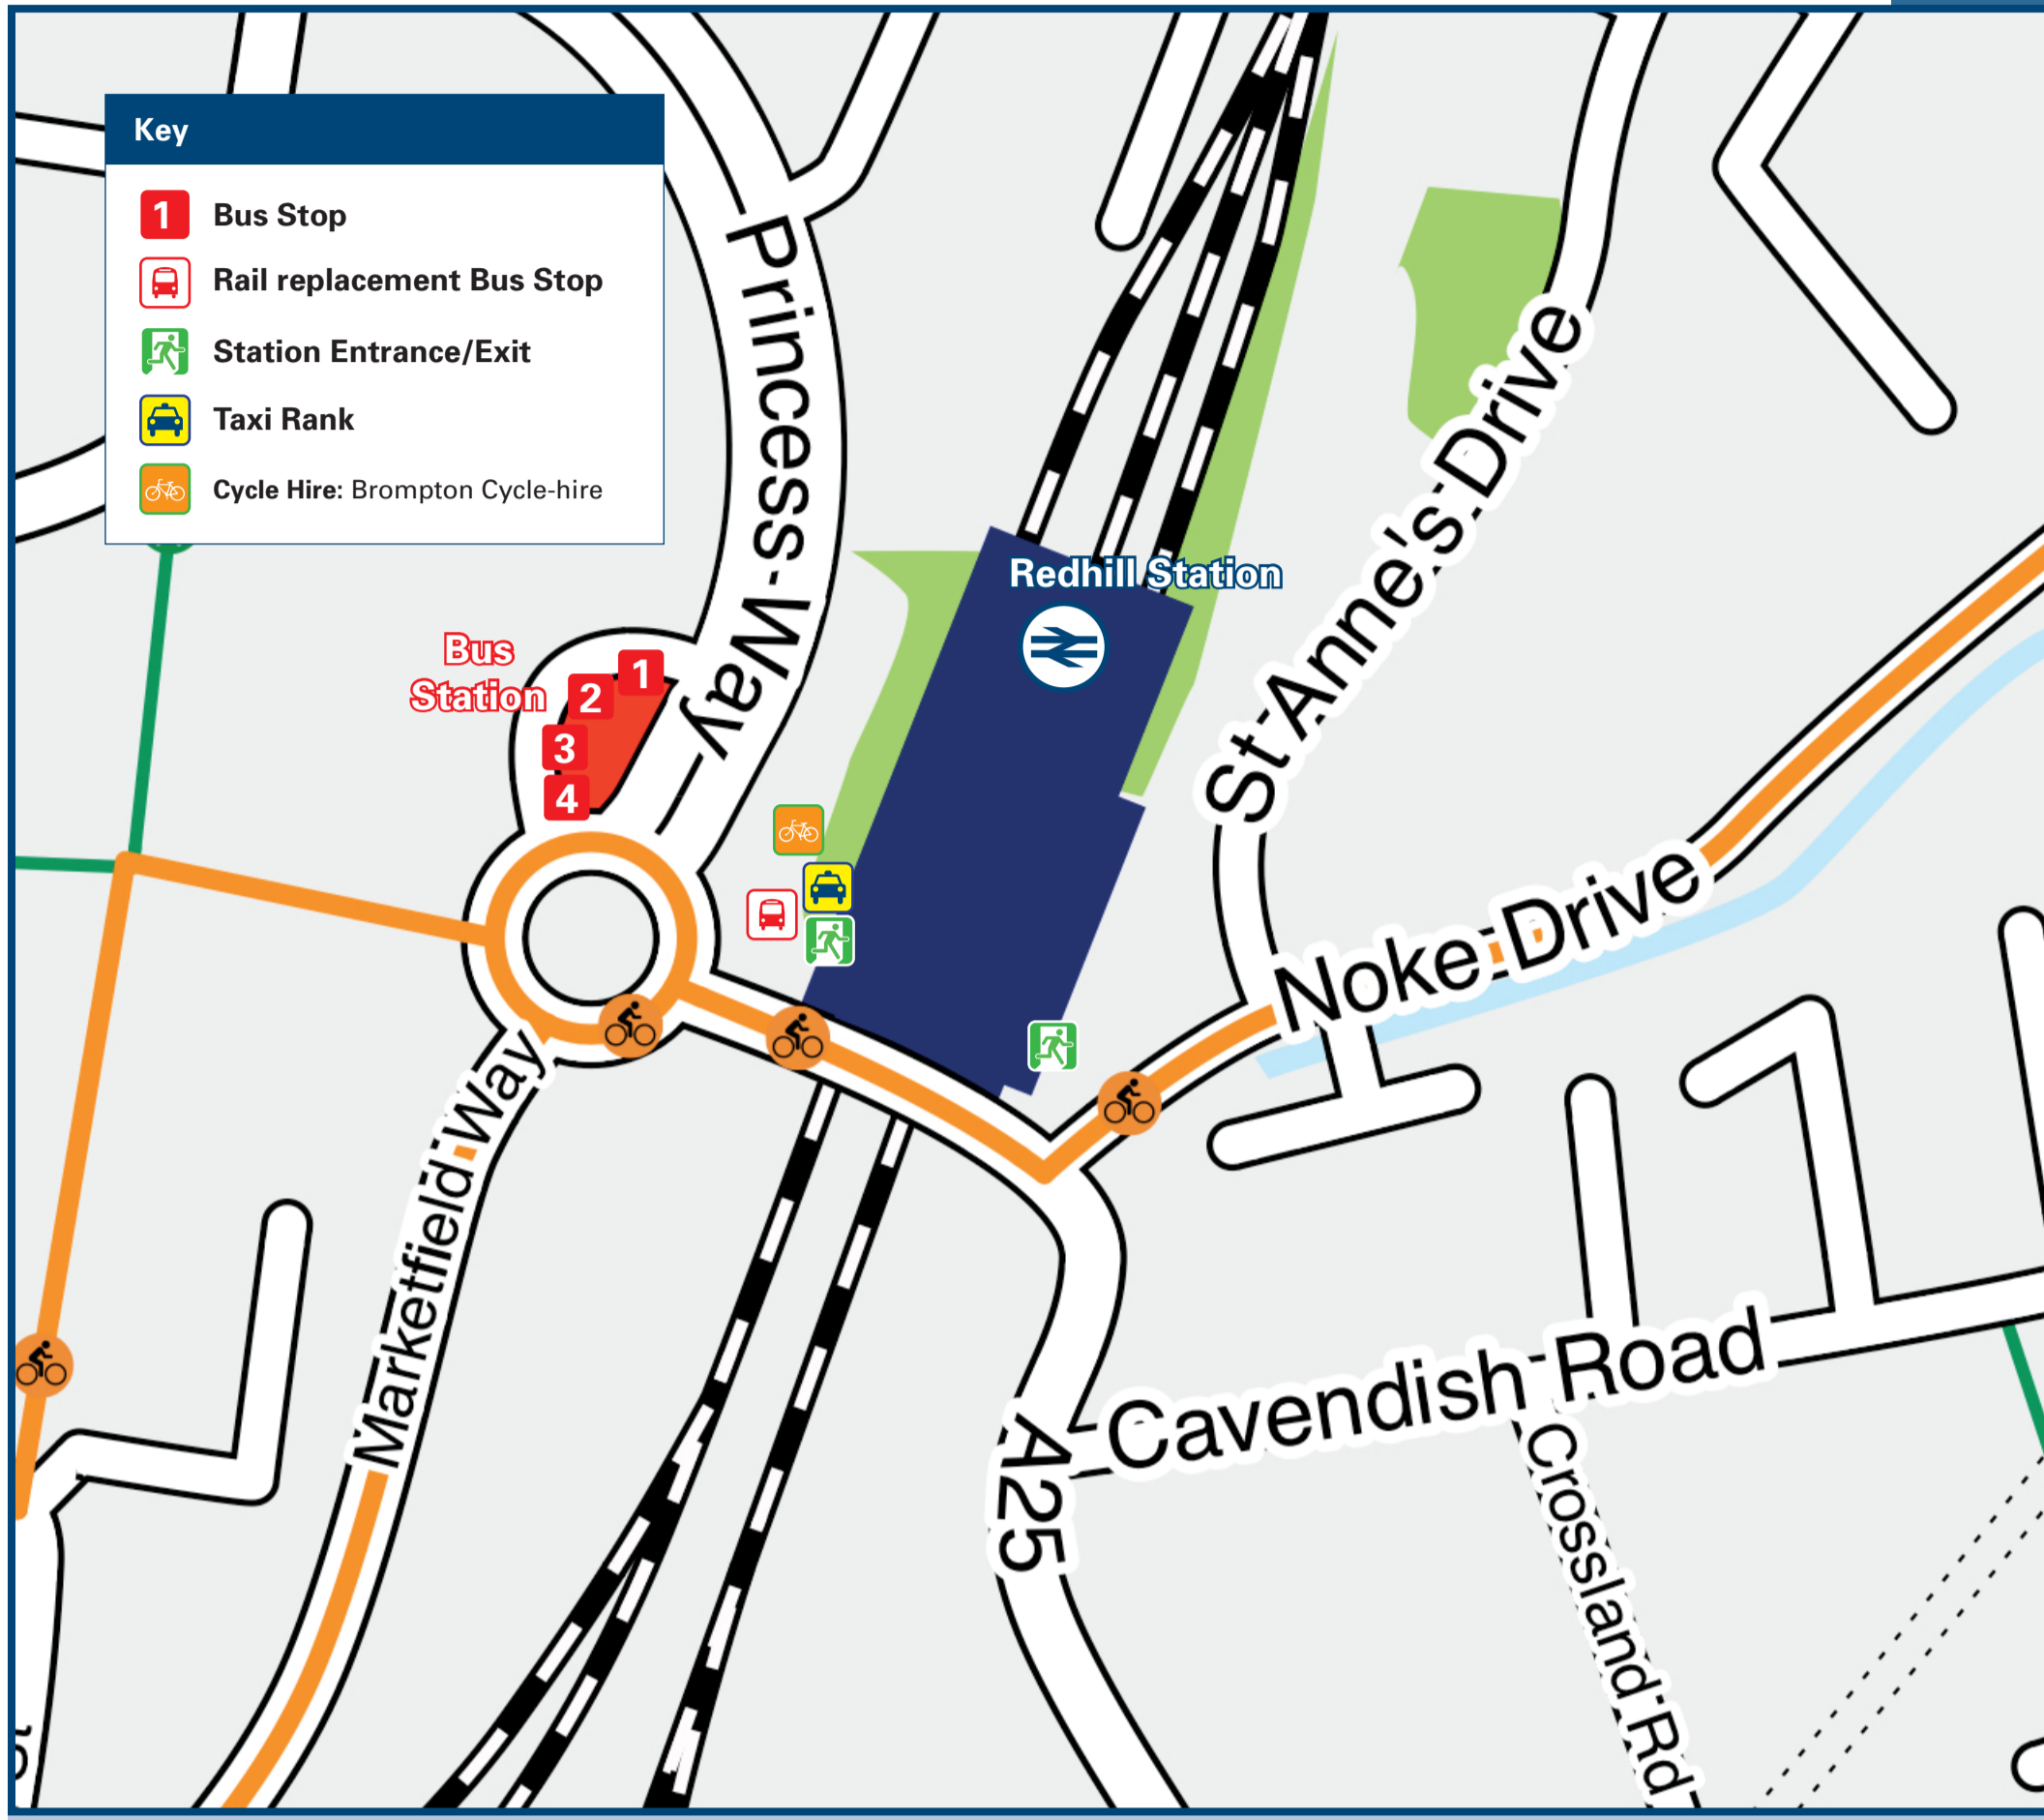 Key
1 Bus Stop
Rail replacement Bus Stop
Station Entrance/Exit
Taxi Rank
Cycle Hire: Brompton Cycle-hire
Princess Way
Redhill Station
St Anne's Drive
Bus
Station
1
2
3
4
Noke Drive
Marketfield Way
Cavendish Road
A25
Crossland Rd